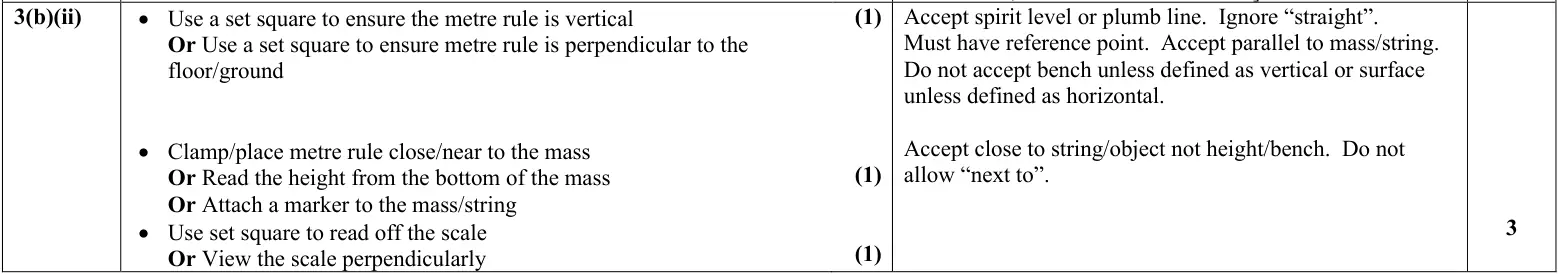 3(b)(ii)
• Use a set square to ensure the metre rule is vertical (1)
Or Use a set square to ensure metre rule is perpendicular to the
floor/ground
Accept spirit level or plumb line. Ignore “straight”.
Must have reference point. Accept parallel to mass/string.
Do not accept bench unless defined as vertical or surface
unless defined as horizontal.
• Clamp/place metre rule close/near to the mass
Or Read the height from the bottom of the mass (1)
Or Attach a marker to the mass/string
Accept close to string/object not height/bench. Do not
allow “next to”.
• Use set square to read off the scale
Or View the scale perpendicularly (1)
3